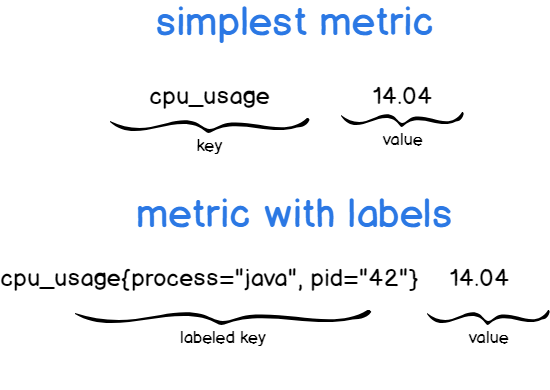 simplest metric
cpu_usage 14.04
key value
metric with labels
cpu_usage{process="java", pid="42"} 14.04
labeled key value